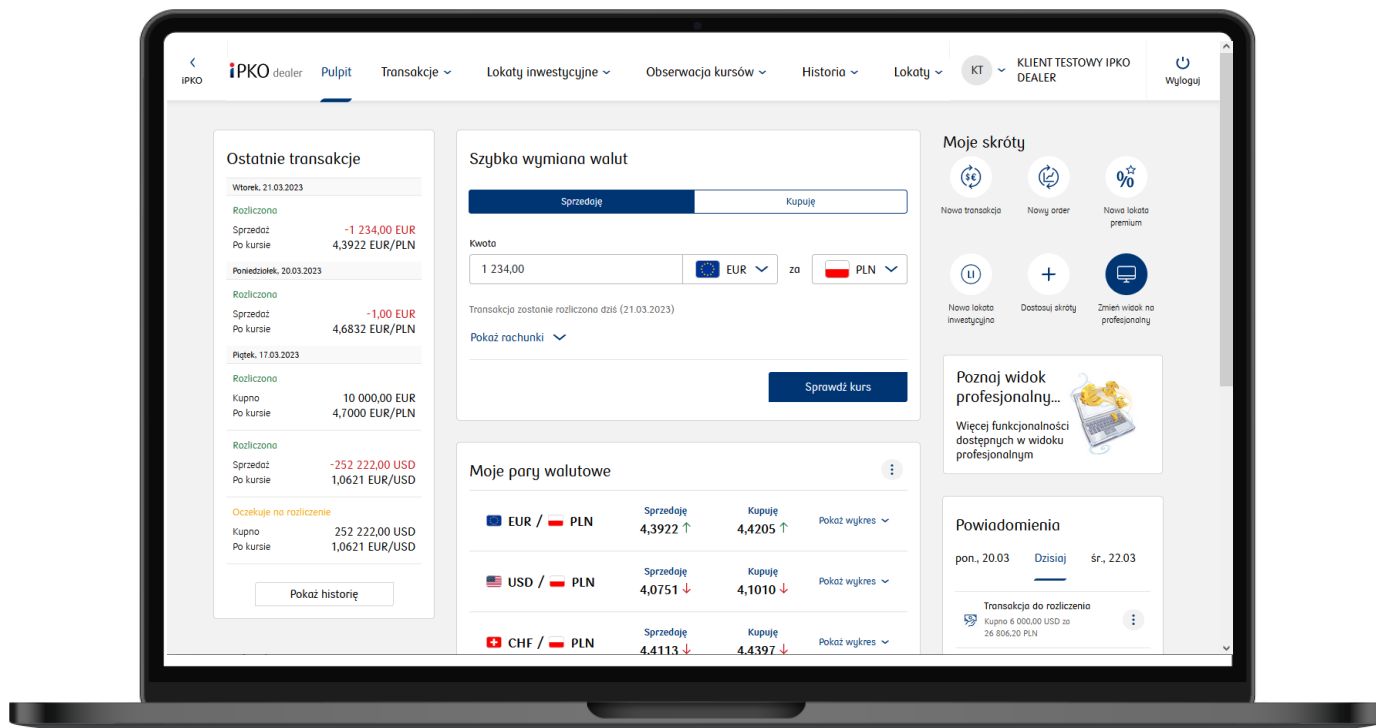 iPKO
iPKO dealer
Pulpit
Transakcje
Lokaty inwestycyjne
Obserwacja kursów
Historia
Lokaty
KT
KLIENT TESTOWY IPKO
DEALER
Wyloguj
Ostatnie transakcje
Wtorek, 21.03.2023
Rozliczona
Sprzedaż -1 234,00 EUR
Po kursie 4,3922 EUR/PLN
Poniedziałek, 20.03.2023
Rozliczona
Sprzedaż -1,00 EUR
Po kursie 4,6832 EUR/PLN
Piątek, 17.03.2023
Rozliczona
Kupno 10 000,00 EUR
Po kursie 4,7000 EUR/PLN
Rozliczona
Sprzedaż -252 222,00 USD
Po kursie 1,0621 EUR/USD
Oczekuje na rozliczenie
Kupno 252 222,00 USD
Po kursie 1,0621 EUR/USD
Pokaż historię
Szybka wymiana walut
Sprzedaję Kupuję
Kwota
1 234,00 EUR za PLN
Transakcja zostanie rozliczona dziś (21.03.2023)
Pokaż rachunki
Sprawdź kurs
Moje pary walutowe
Sprzedaję Kupuję
EUR / PLN 4,3922 4,4205 Pokaż wykres
Sprzedaję Kupuję
USD / PLN 4,0751 4,1010 Pokaż wykres
Sprzedaję Kupuję
CHF / PLN 4,4113 4,4397 Pokaż wykres
Moje skróty
$€
%
Nowa transakcja
Nowy order
Nowa lokata
premium
LI
Nowa lokata
inwestycyjna
Dostosuj skróty
Zmień widok na
profesjonalny
Poznaj widok
profesjonalny...
Więcej funkcjonalności
dostępnych w widoku
profesjonalnym
Powiadomienia
pon., 20.03 Dzisiaj śr., 22.03
Transakcja do rozliczenia
Kupno 6 000,00 USD za
26 806,20 PLN